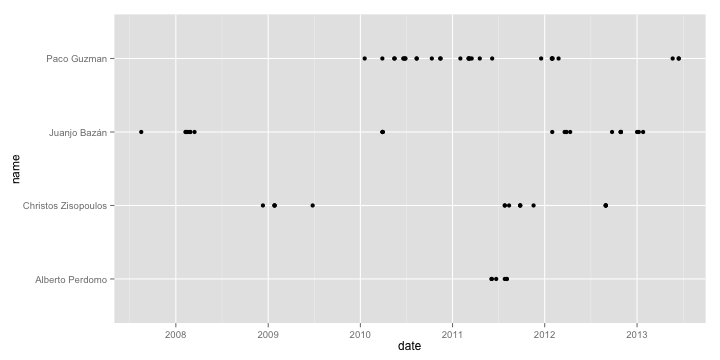 Paco Guzman
Juanjo Bazán
name
Christos Zisopoulos
Alberto Perdomo
2008 2009 2010 2011 2012 2013
date